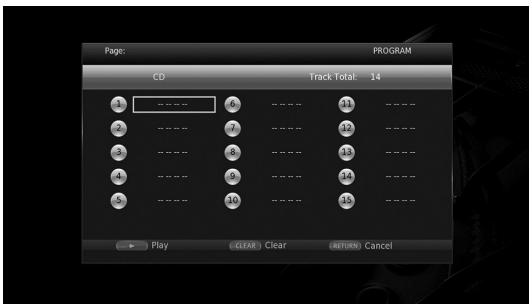 Page: PROGRAM
CD Track Total: 14
1 -- -- -- -- 6 -- -- -- -- 11 -- -- -- --
2 -- -- -- -- 7 -- -- -- -- 12 -- -- -- --
3 -- -- -- -- 8 -- -- -- -- 13 -- -- -- --
4 -- -- -- -- 9 -- -- -- -- 14 -- -- -- --
5 -- -- -- -- 10 -- -- -- -- 15 -- -- -- --
Play CLEAR Clear RETURN Cancel